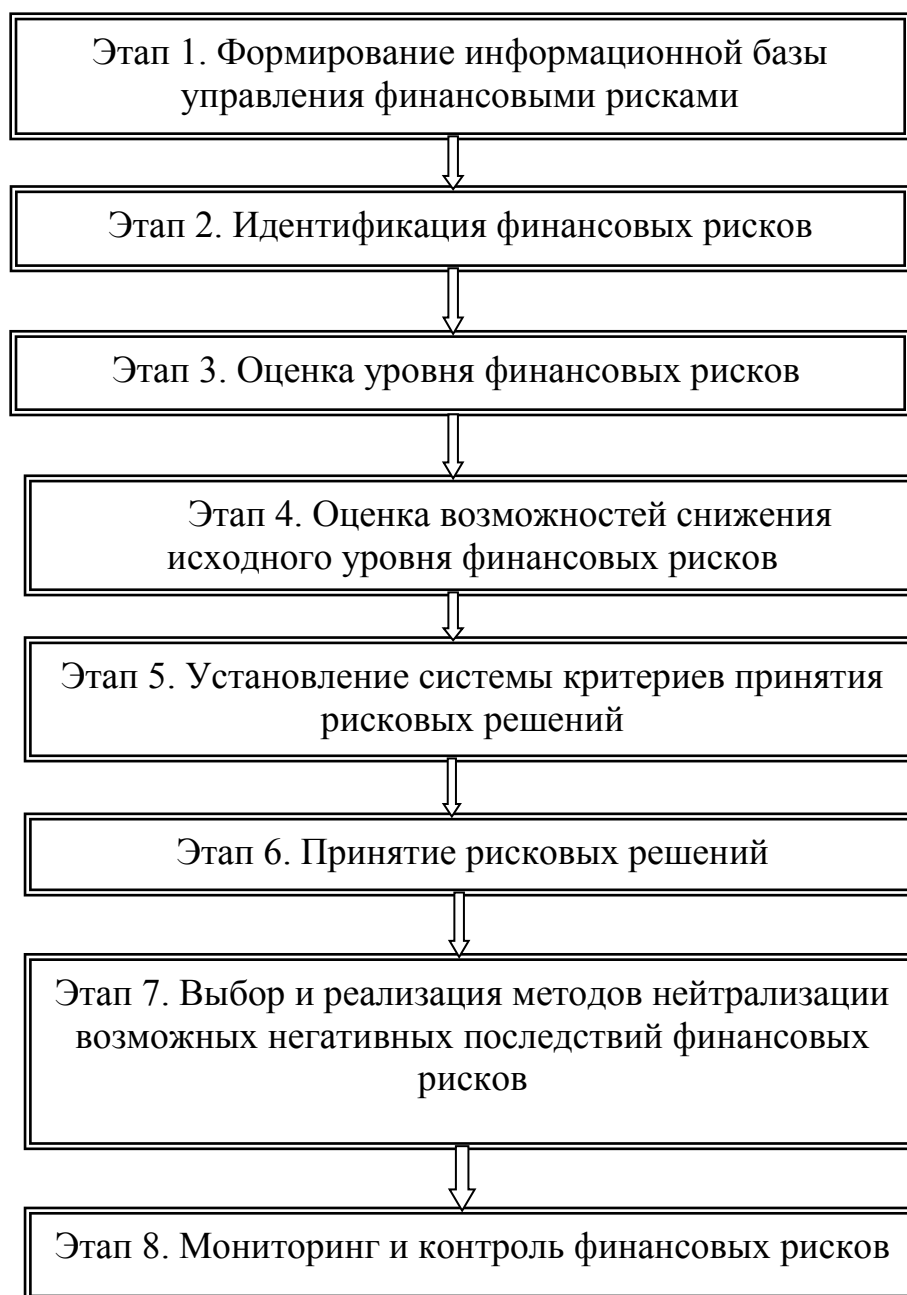 Этап 1. Формирование информационной базы
управления финансовыми рисками
Этап 2. Идентификация финансовых рисков
Этап 3. Оценка уровня финансовых рисков
Этап 4. Оценка возможностей снижения
исходного уровня финансовых рисков
Этап 5. Установление системы критериев принятия
рисковых решений
Этап 6. Принятие рисковых решений
Этап 7. Выбор и реализация методов нейтрализации
возможных негативных последствий финансовых
рисков
Этап 8. Мониторинг и контроль финансовых рисков